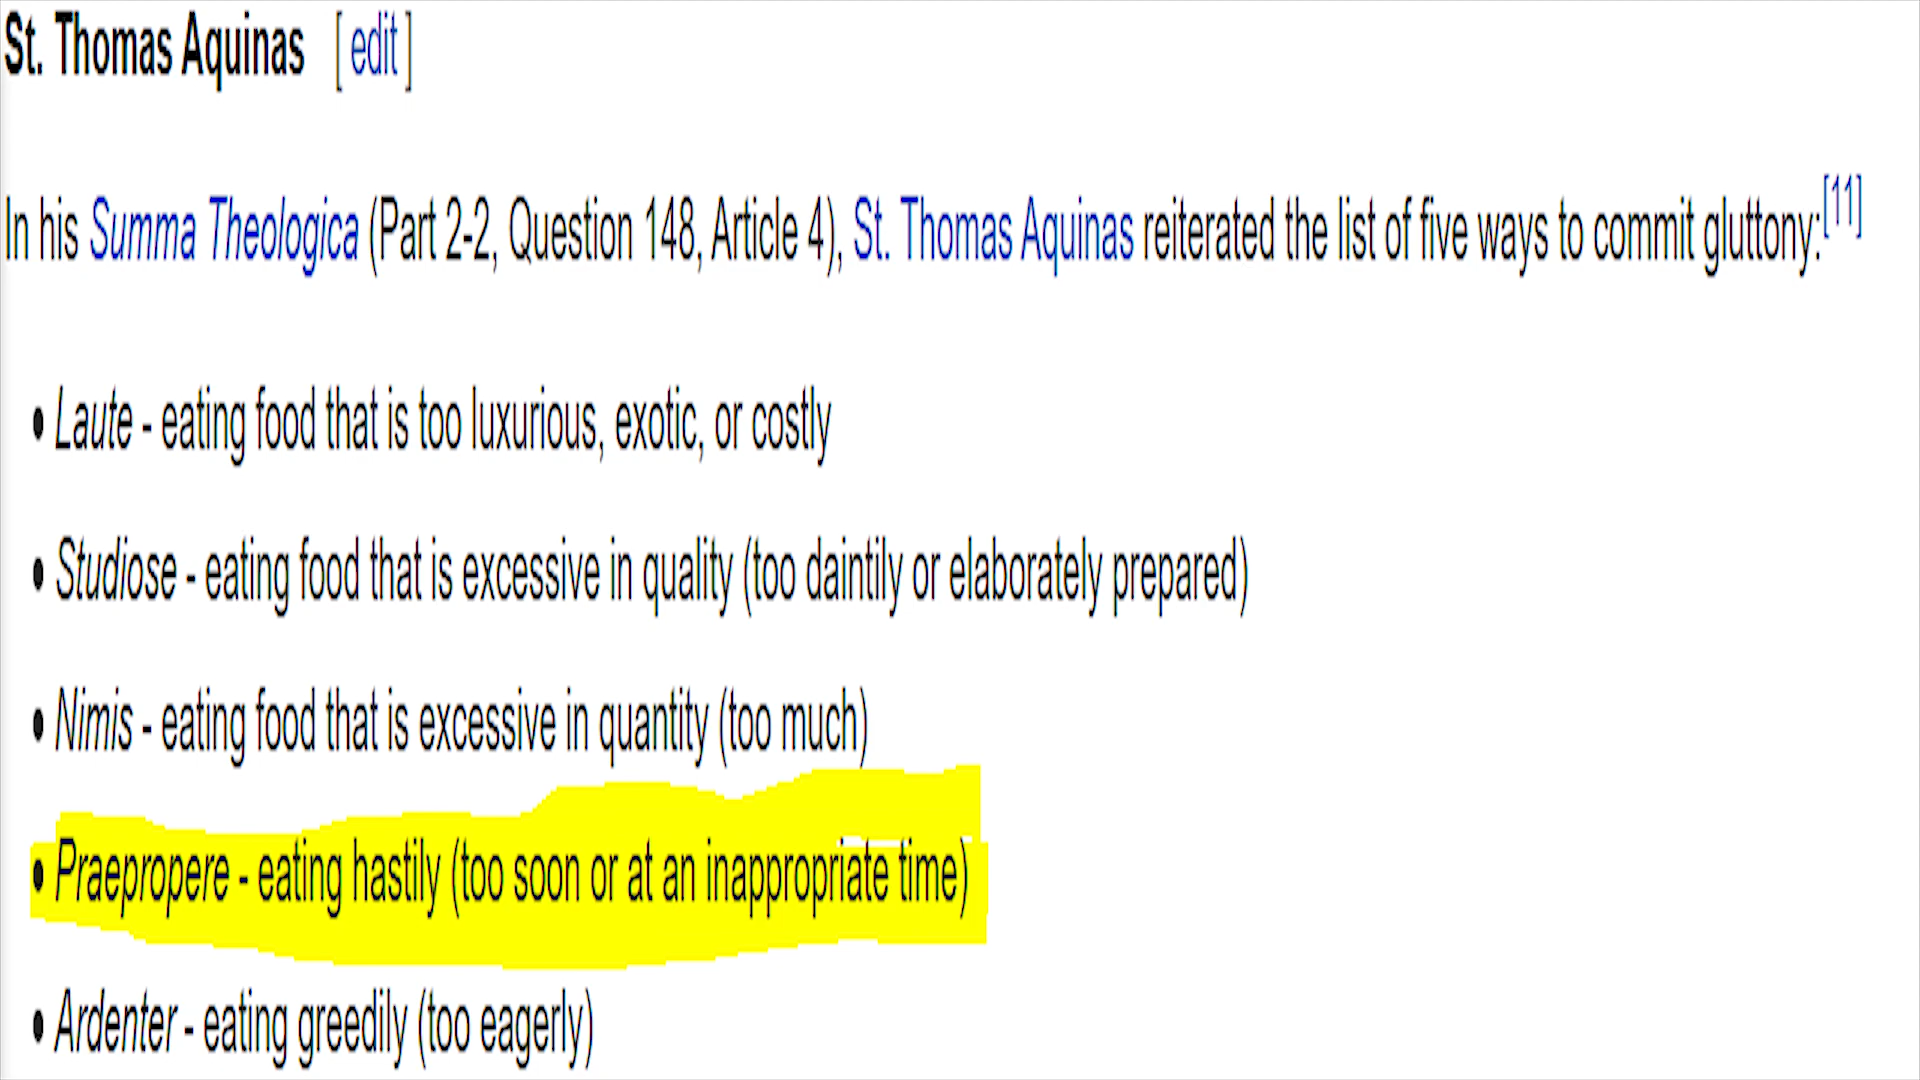 St. Thomas Aquinas [ edit ]
In his Summa Theologica (Part 2-2, Question 148, Article 4), St. Thomas Aquinas reiterated the list of five ways to commit gluttony:[11]
• Laute - eating food that is too luxurious, exotic, or costly
• Studiose - eating food that is excessive in quality (too daintily or elaborately prepared)
• Nimis - eating food that is excessive in quantity (too much)
• Praepropere - eating hastily (too soon or at an inappropriate time)
• Ardenter - eating greedily (too eagerly)